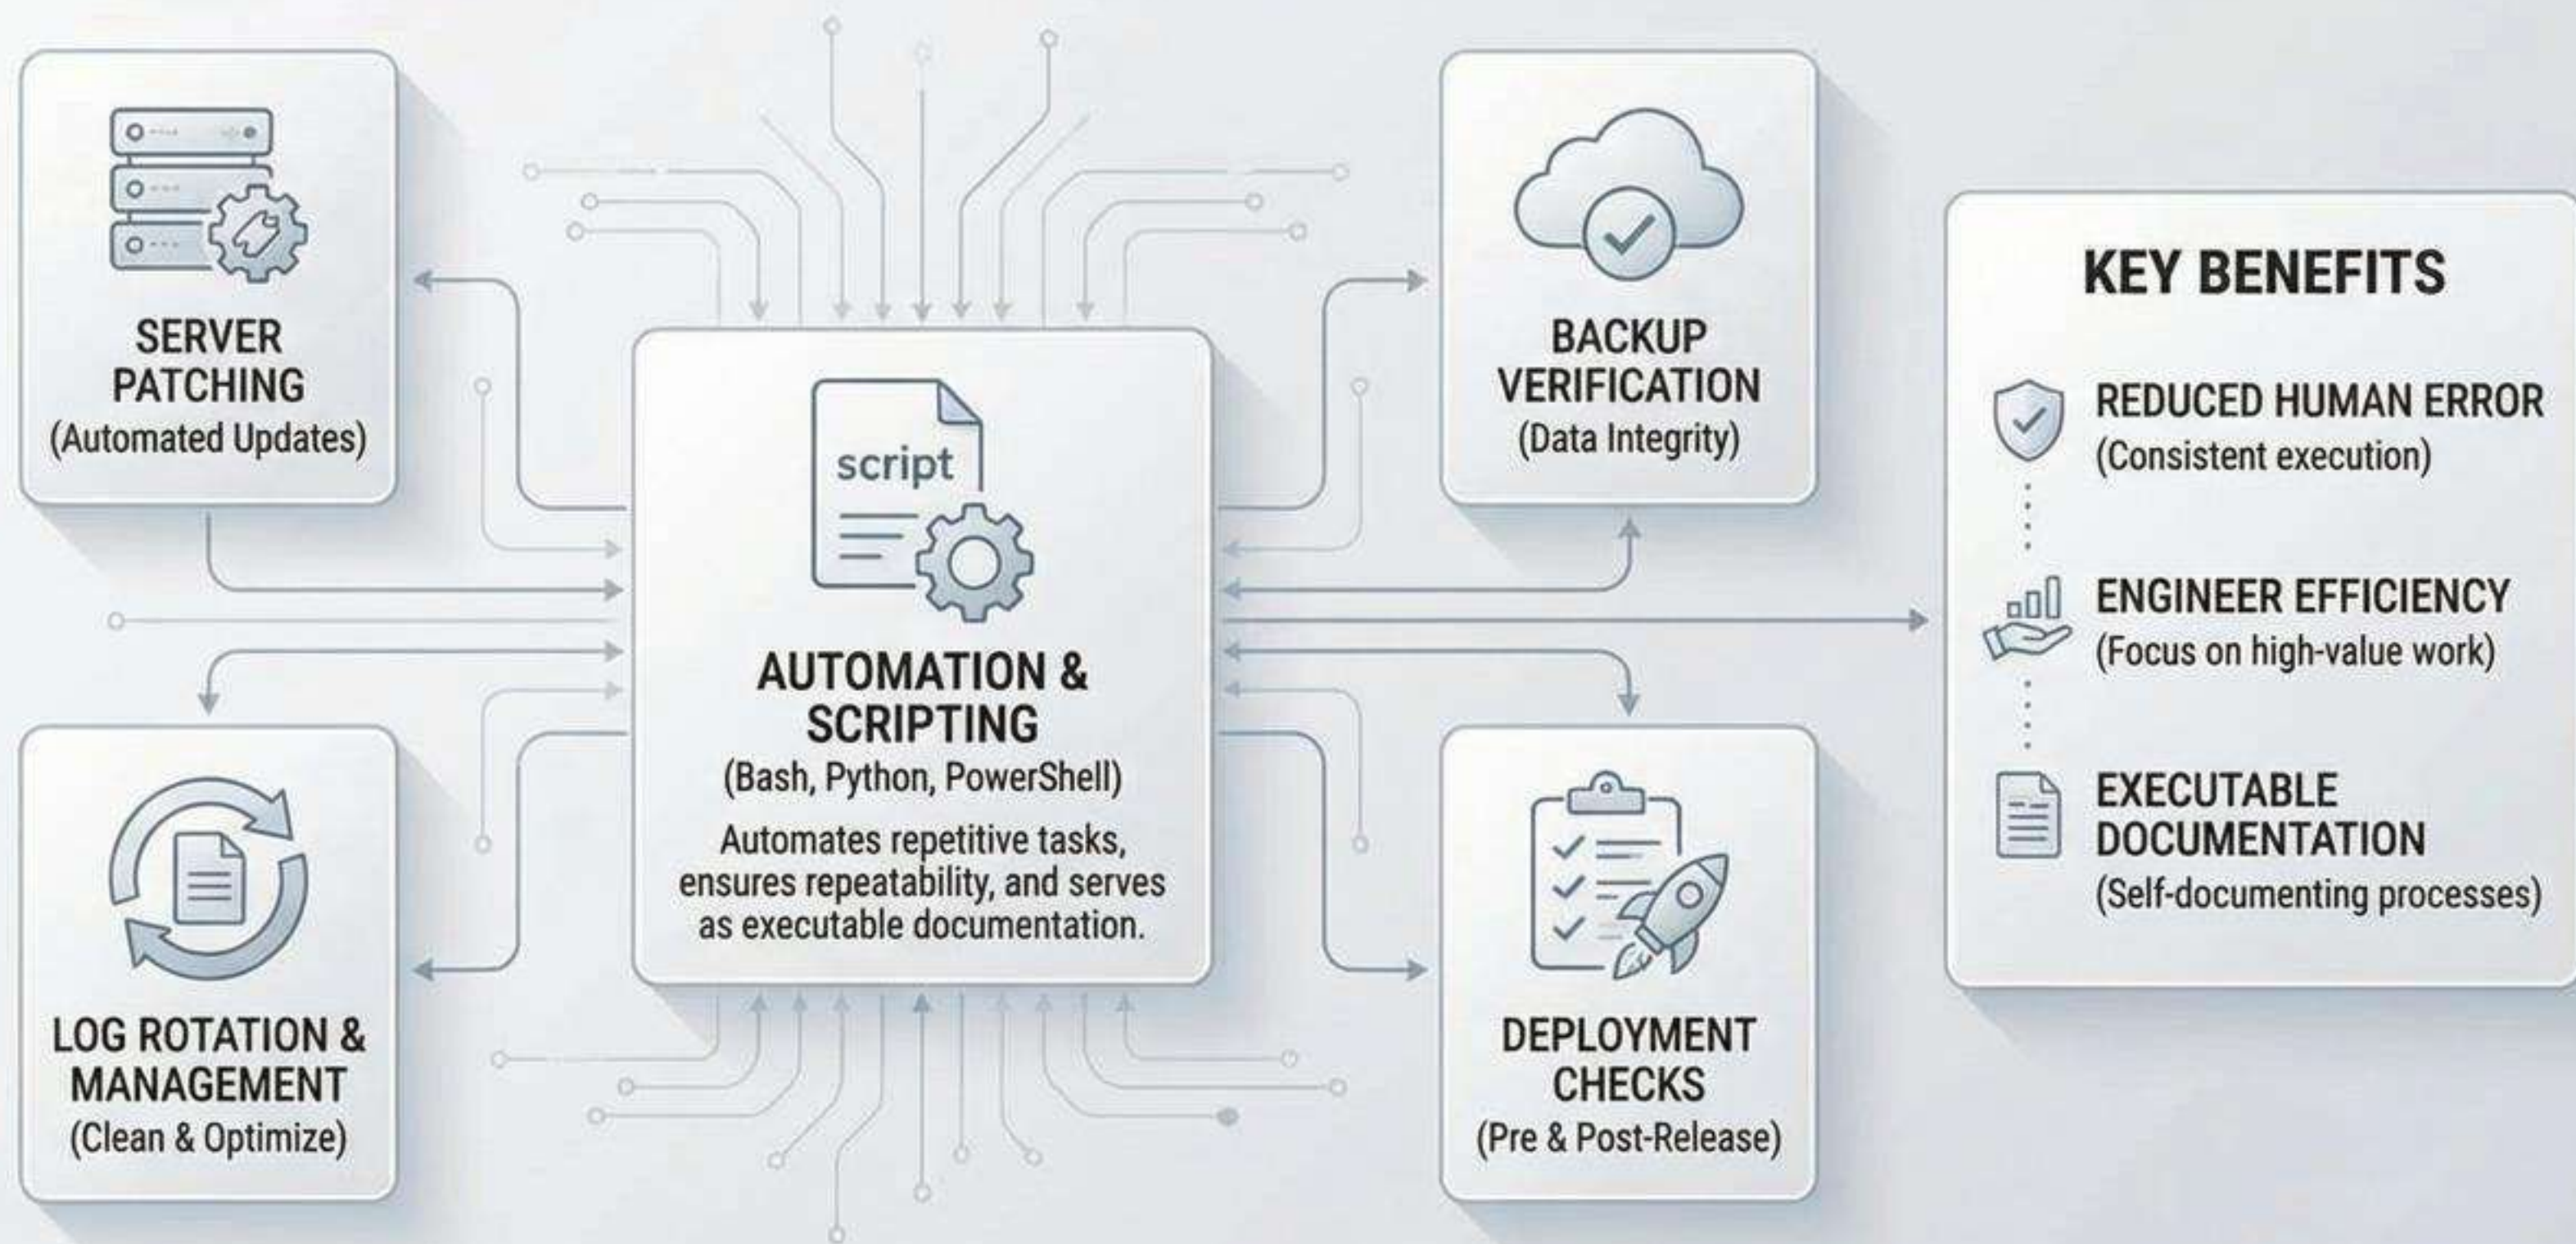 SERVER
PATCHING
(Automated Updates)
LOG ROTATION &
MANAGEMENT
(Clean & Optimize)
script
AUTOMATION &
SCRIPTING
(Bash, Python, PowerShell)
Automates repetitive tasks,
ensures repeatability, and serves
as executable documentation.
BACKUP
VERIFICATION
(Data Integrity)
DEPLOYMENT
CHECKS
(Pre & Post-Release)
KEY BENEFITS
REDUCED HUMAN ERROR
(Consistent execution)
ENGINEER EFFICIENCY
(Focus on high-value work)
EXECUTABLE
DOCUMENTATION
(Self-documenting processes)